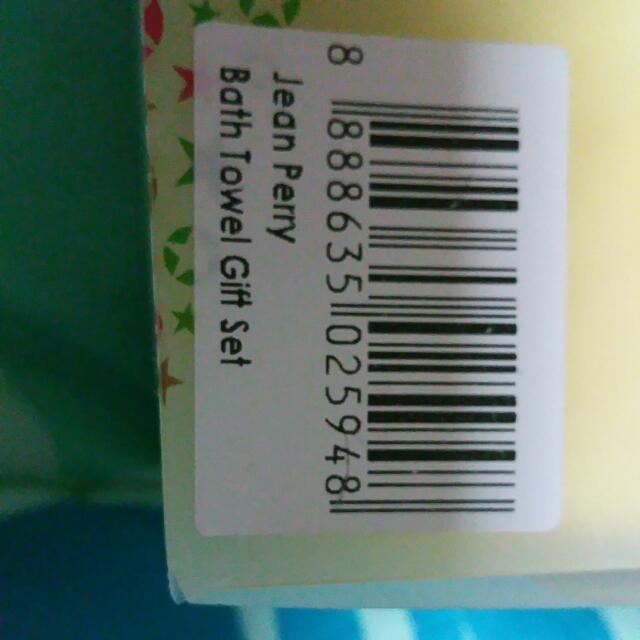 8 888635 025948
Jean Perry
Bath Towel Gift Set